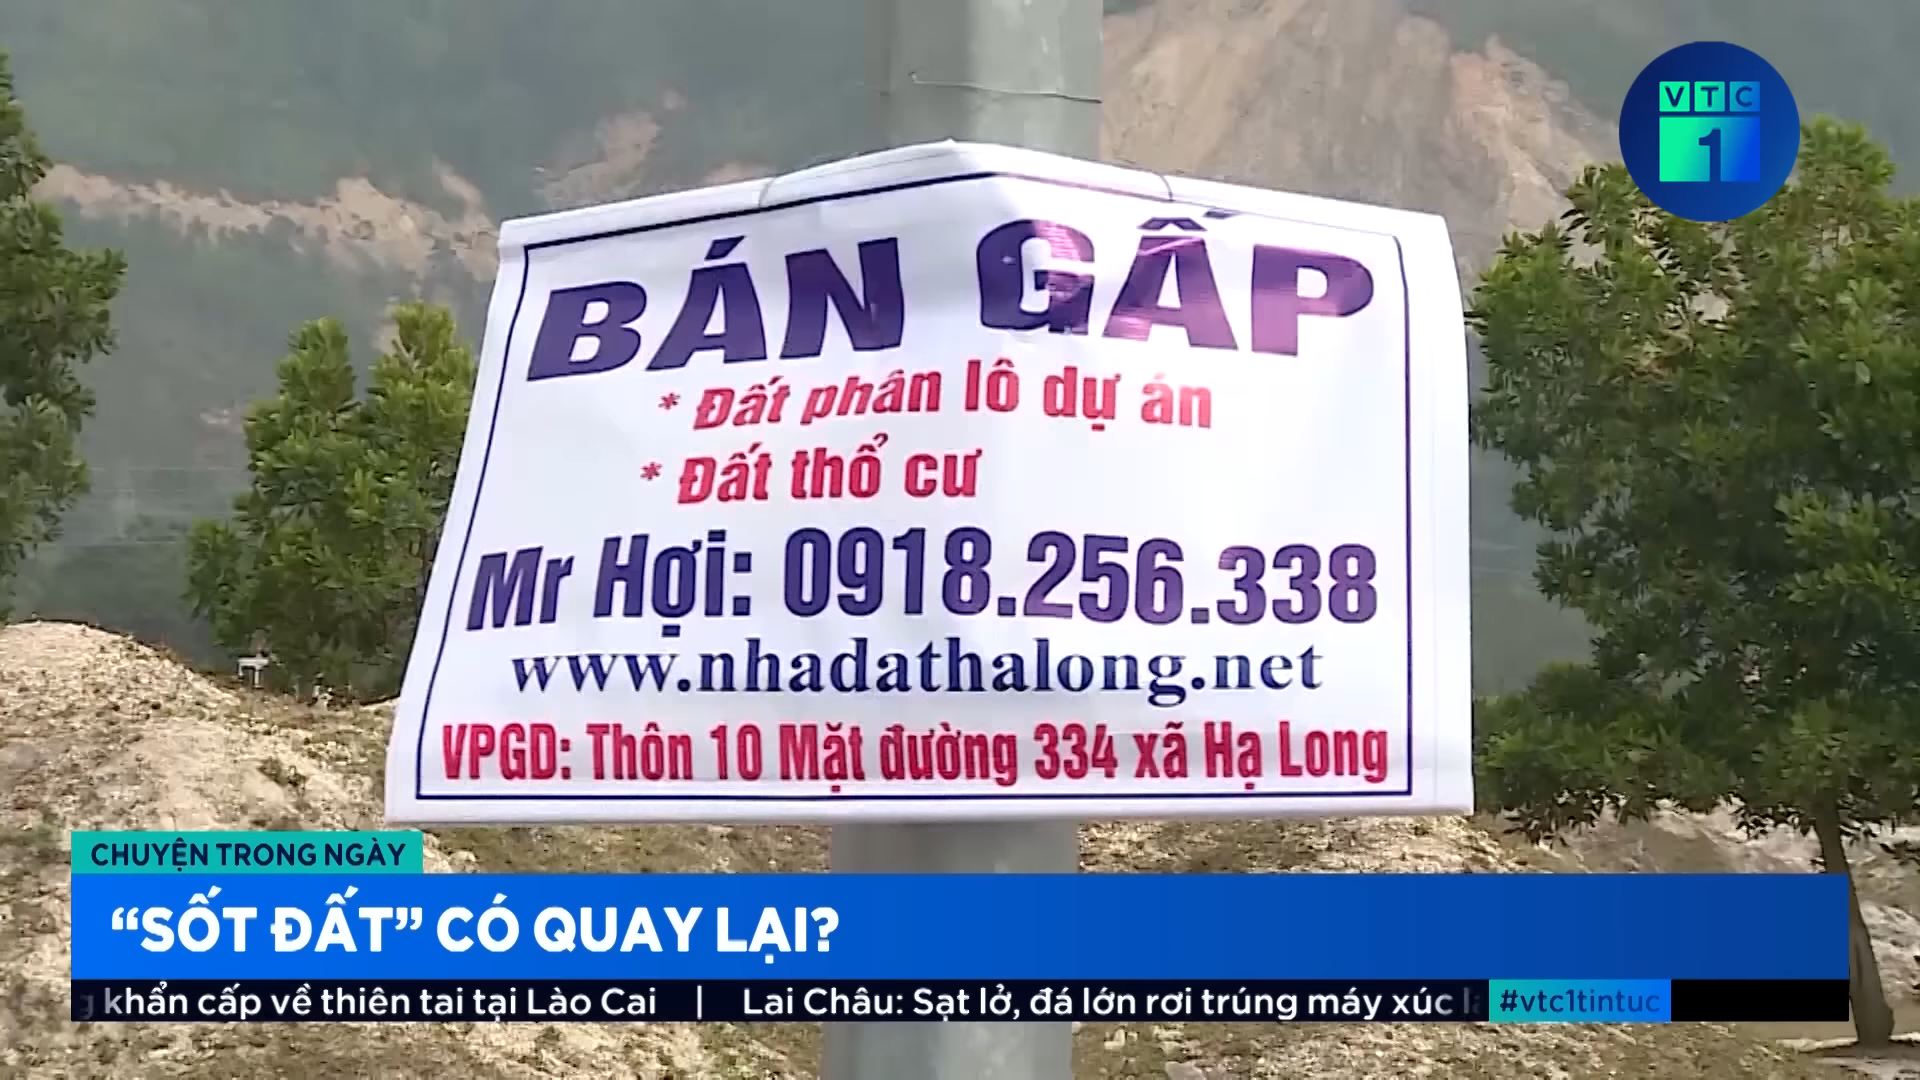 VTC
1
BÁN GẤP
* Đất phân lô dự án
* Đất thổ cư
Mr Hợi: 0918.256.338
www.nhadathalong.net
VPGD: Thôn 10 Mặt đường 334 xã Hạ Long
CHUYỆN TRONG NGÀY
“SỐT ĐẤT” CÓ QUAY LẠI?
khẩn cấp về thiên tai tại Lào Cai | Lai Châu: Sạt lở, đá lớn rơi trúng máy xúc
#vtc1tintuc